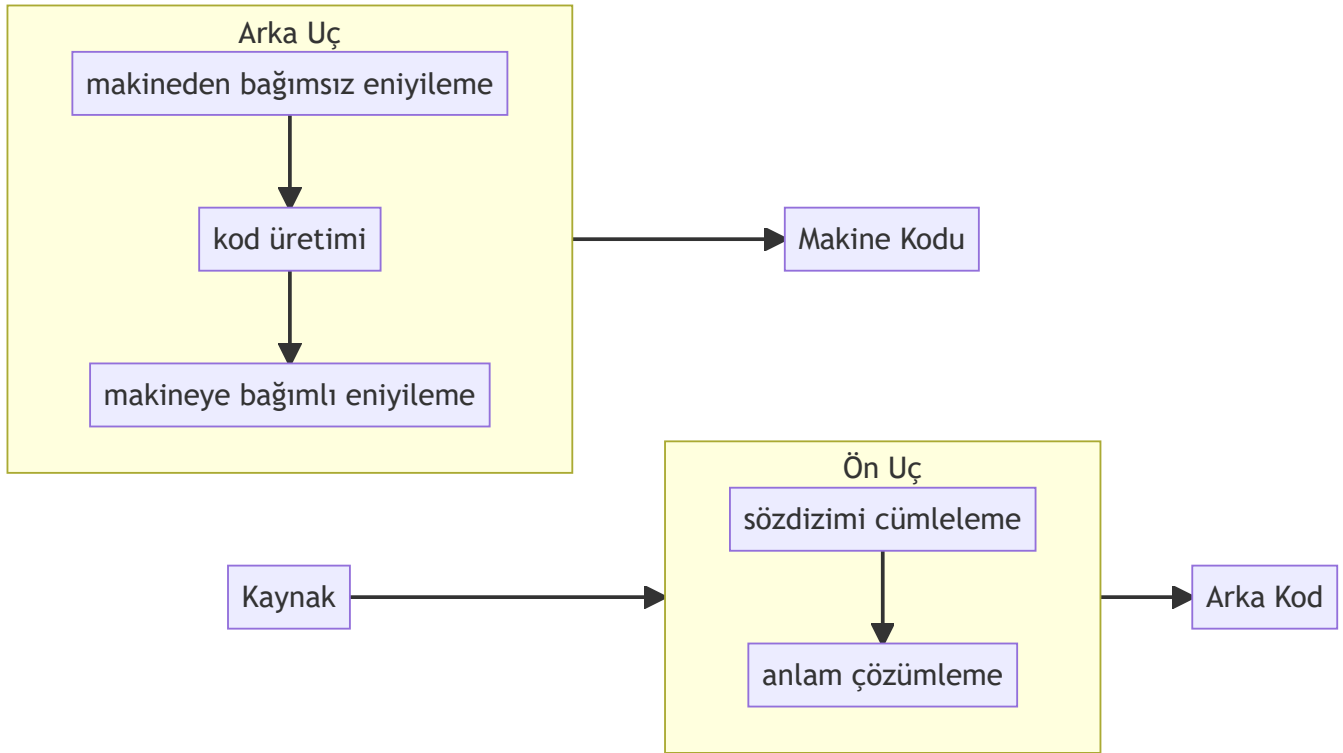 Arka Uç
makineden bağımsız eniyileme
kod üretimi
Makine Kodu
makineye bağımlı eniyileme
Ön Uç
sözdizimi cümleleme
Kaynak
Arka Kod
anlam çözümleme